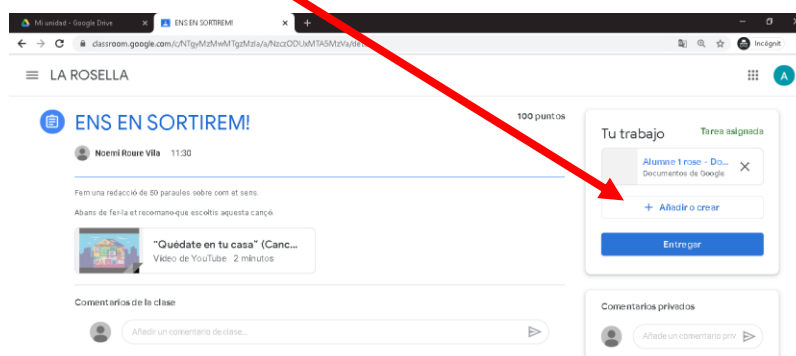 Mi unidad - Google Drive
ENS EN SORTIREM!
Incógnit
LA ROSELLA
A
ENS EN SORTIREM!
100 puntos
Noemi Roure Vila 11:30
Fem una redacció de 50 paraules sobre com et sens.
Abans de fer-la et recomano que escoltis aquesta cançó.
"Quédate en tu casa" (Canc...
Vídeo de YouTube 2 minutos
Comentarios de la clase
Añadir un comentario de clase...
Tu trabajo
Tarea asignada
Alumne 1 rose - Do...
Documentos de Google
+ Añadir o crear
Entregar
Comentarios privados
Añade un comentario priv